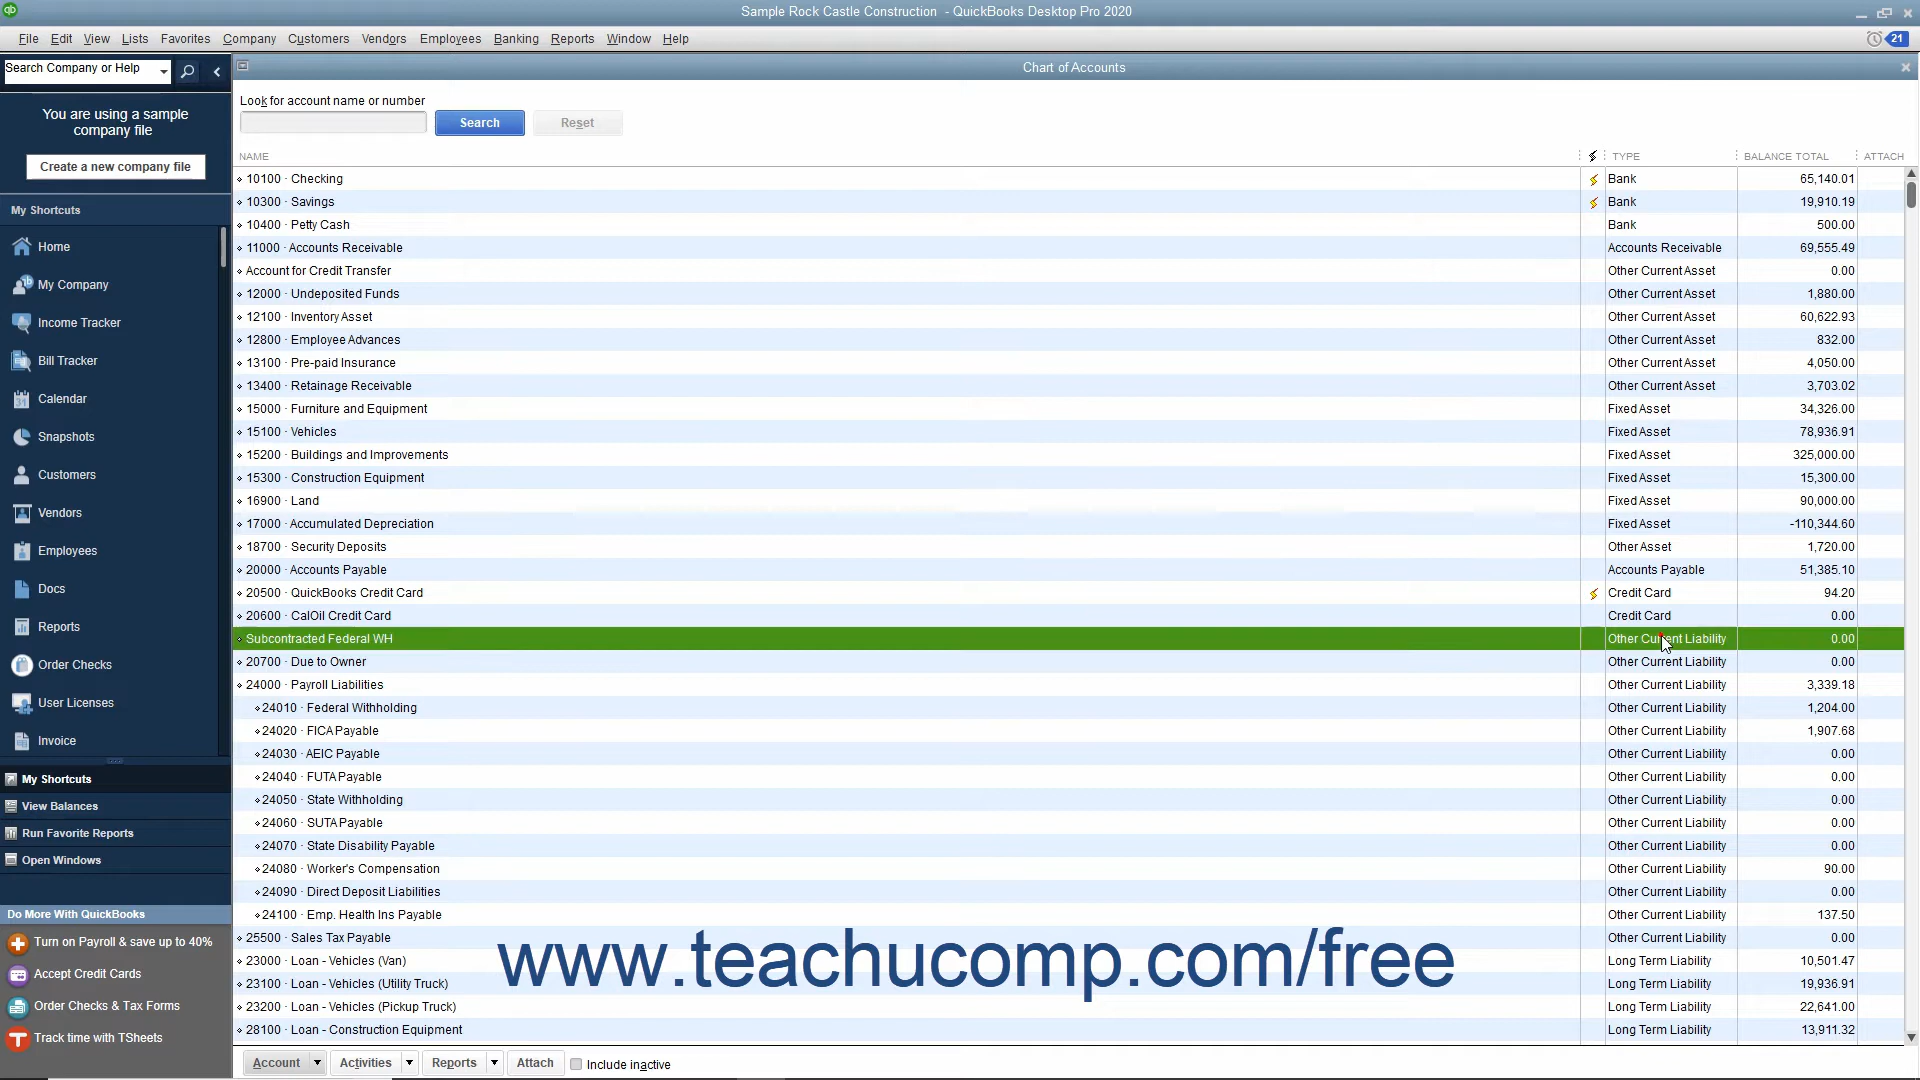 Sample Rock Castle Construction - QuickBooks Desktop Pro 2020
File Edit View Lists Favorites Company Customers Vendors Employees Banking Reports Window Help 21
Search Company or Help
Chart of Accounts
You are using a sample
company file
Create a new company file
My Shortcuts
Home
My Company
Income Tracker
Bill Tracker
Calendar
Snapshots
Customers
Vendors
Employees
Docs
Reports
Order Checks
User Licenses
Invoice
My Shortcuts
View Balances
Run Favorite Reports
Open Windows
Do More With QuickBooks
Turn on Payroll & save up to 40%
Accept Credit Cards
Order Checks & Tax Forms
Track time with TSheets
Look for account name or number
Search Reset
NAME TYPE BALANCE TOTAL ATTACH
10100 · Checking Bank 65,140.01
10300 · Savings Bank 19,910.19
10400 · Petty Cash Bank 500.00
11000 · Accounts Receivable Accounts Receivable 69,555.49
Account for Credit Transfer Other Current Asset 0.00
12000 · Undeposited Funds Other Current Asset 1,880.00
12100 · Inventory Asset Other Current Asset 60,622.93
12800 · Employee Advances Other Current Asset 832.00
13100 · Pre-paid Insurance Other Current Asset 4,050.00
13400 · Retainage Receivable Other Current Asset 3,703.02
15000 · Furniture and Equipment Fixed Asset 34,326.00
15100 · Vehicles Fixed Asset 78,936.91
15200 · Buildings and Improvements Fixed Asset 325,000.00
15300 · Construction Equipment Fixed Asset 15,300.00
16900 · Land Fixed Asset 90,000.00
17000 · Accumulated Depreciation Fixed Asset -110,344.60
18700 · Security Deposits Other Asset 1,720.00
20000 · Accounts Payable Accounts Payable 51,385.10
20500 · QuickBooks Credit Card Credit Card 94.20
20600 · CalOil Credit Card Credit Card 0.00
Subcontracted Federal WH Other Current Liability 0.00
20700 · Due to Owner Other Current Liability 0.00
24000 · Payroll Liabilities Other Current Liability 3,339.18
24010 · Federal Withholding Other Current Liability 1,204.00
24020 · FICA Payable Other Current Liability 1,907.68
24030 · AEIC Payable Other Current Liability 0.00
24040 · FUTA Payable Other Current Liability 0.00
24050 · State Withholding Other Current Liability 0.00
24060 · SUTA Payable Other Current Liability 0.00
24070 · State Disability Payable Other Current Liability 0.00
24080 · Worker's Compensation Other Current Liability 90.00
24090 · Direct Deposit Liabilities Other Current Liability 0.00
24100 · Emp. Health Ins Payable Other Current Liability 137.50
25500 · Sales Tax Payable Other Current Liability 0.00
23000 · Loan - Vehicles (Van) Long Term Liability 10,501.47
23100 · Loan - Vehicles (Utility Truck) Long Term Liability 19,936.91
23200 · Loan - Vehicles (Pickup Truck) Long Term Liability 22,641.00
28100 · Loan - Construction Equipment Long Term Liability 13,911.32
www.teachucomp.com/free
Account Activities Reports Attach Include inactive